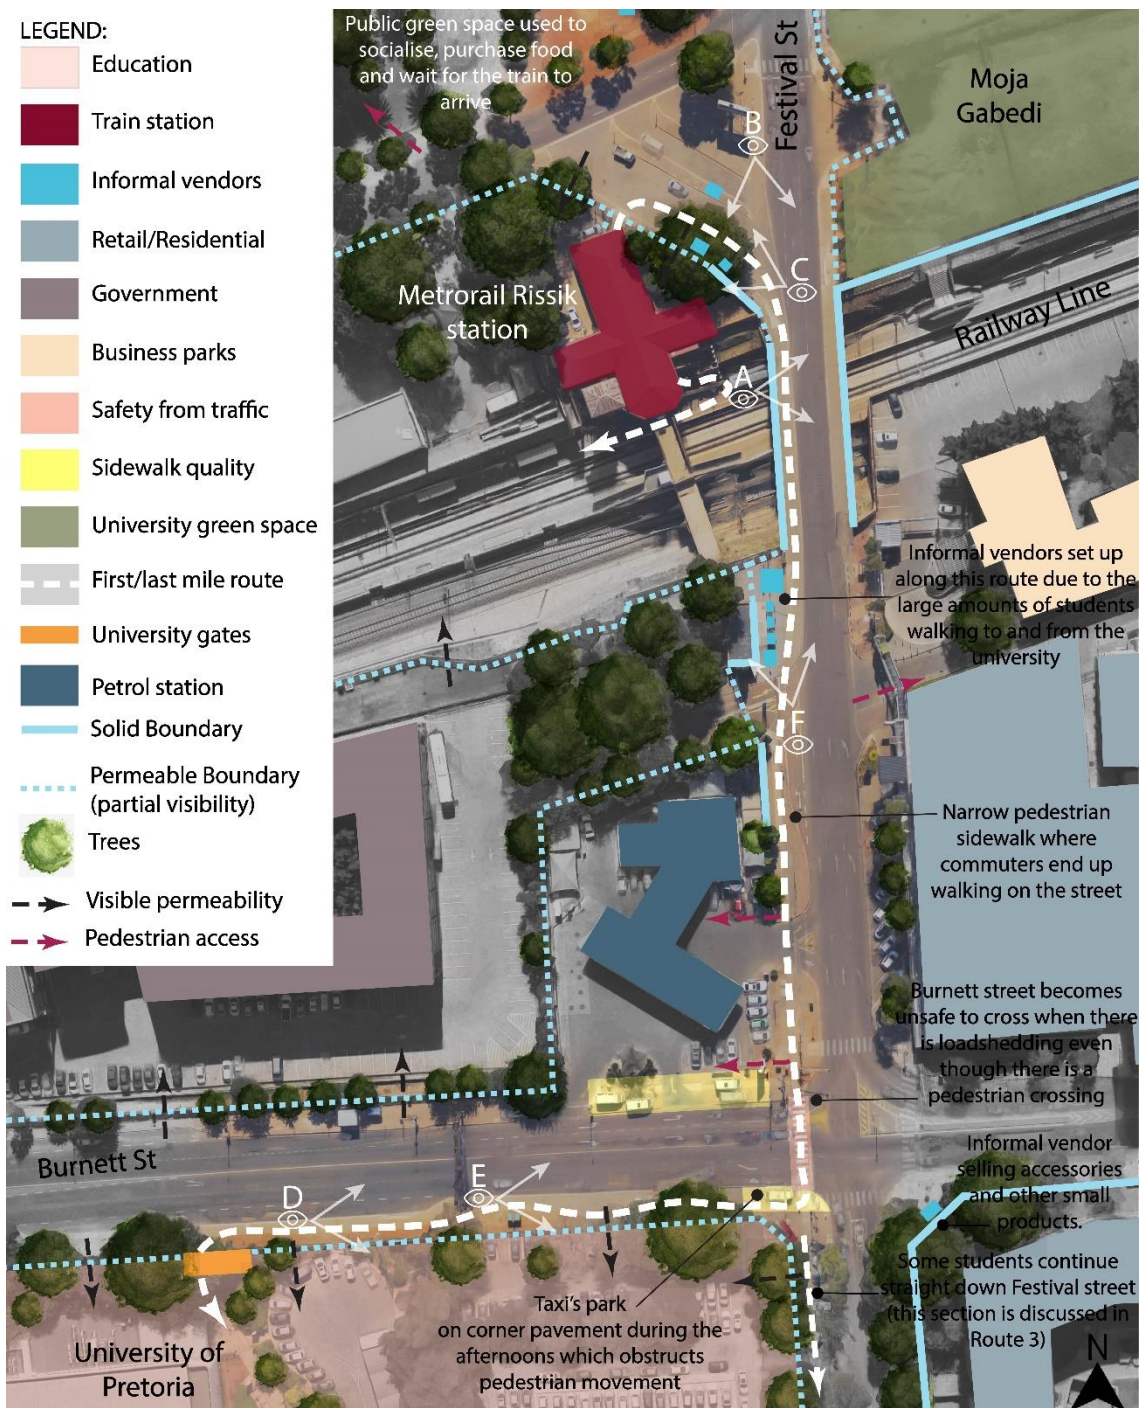 LEGEND:
Education
Train station
Informal vendors
Retail/Residential
Government
Business parks
Safety from traffic
Sidewalk quality
University green space
First/last mile route
University gates
Petrol station
Solid Boundary
Permeable Boundary
(partial visibility)
Trees
Visible permeability
Pedestrian access
Public green space used to
socialise, purchase food
and wait for the train to
arrive
Festival St
Moja
Gabedi
B
C
Metrorail Rissik
station
Railway Line
A
Informal vendors set up
along this route due to the
large amounts of students
walking to and from the
university
F
Narrow pedestrian
sidewalk where
commuters end up
walking on the street
Burnett street becomes
unsafe to cross when there
is loadshedding even
though there is a
pedestrian crossing
Burnett St
E
D
Informal vendor
selling accessories
and other small
products.
Some students continue
straight down Festival street
(this section is discussed in
Route 3)
Taxi's park
on corner pavement during the
afternoons which obstructs
pedestrian movement
University of
Pretoria
N